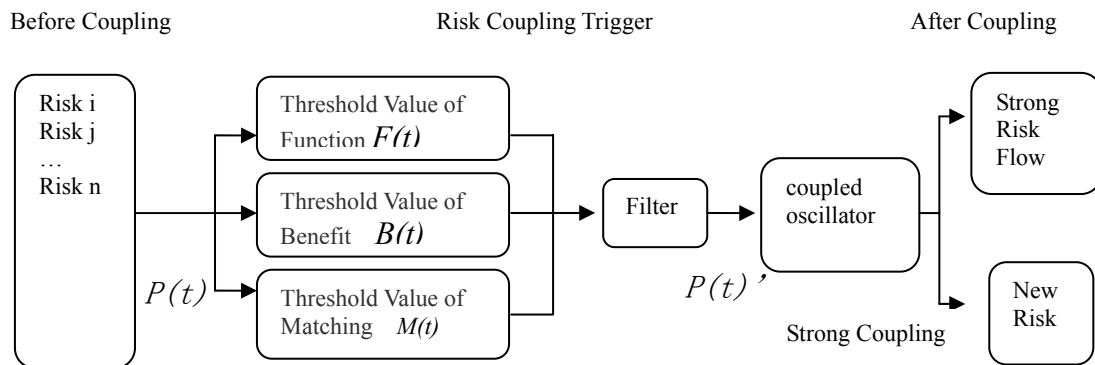 Before Coupling
Risk Coupling Trigger
After Coupling
Risk i
Risk j
…
Risk n
P(t)
Threshold Value of
Function F(t)
Threshold Value of
Benefit B(t)
Threshold Value of
Matching M(t)
Filter
P(t)’
coupled
oscillator
Strong Coupling
Strong
Risk
Flow
New
Risk